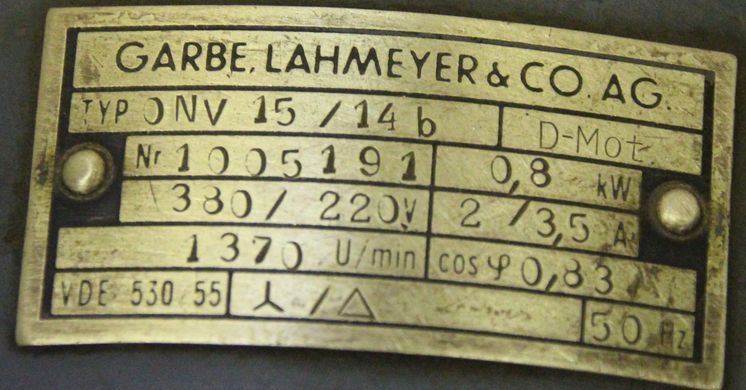 GARBE, LAHMEYER & CO. AG.
TYP ONV 15 / 14 b D-Mot.
Nr 1005191 0,8 kW
380 / 220 V 2 / 3,5 A
1370 U/min cos φ 0,83
VDE 530 55 ⅄ / △ 50 Hz